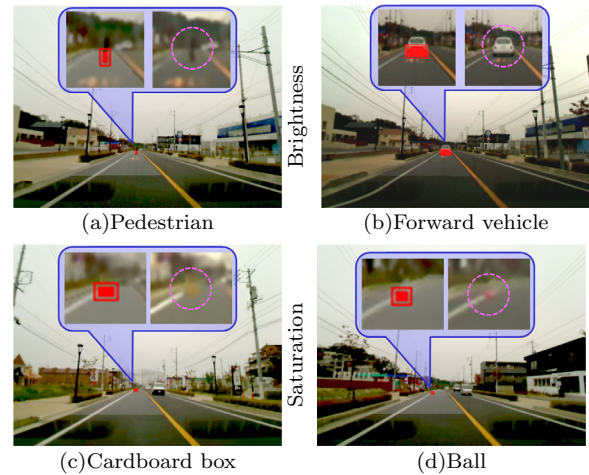 Brightness
(a)Pedestrian
(b)Forward vehicle
Saturation
(c)Cardboard box
(d)Ball